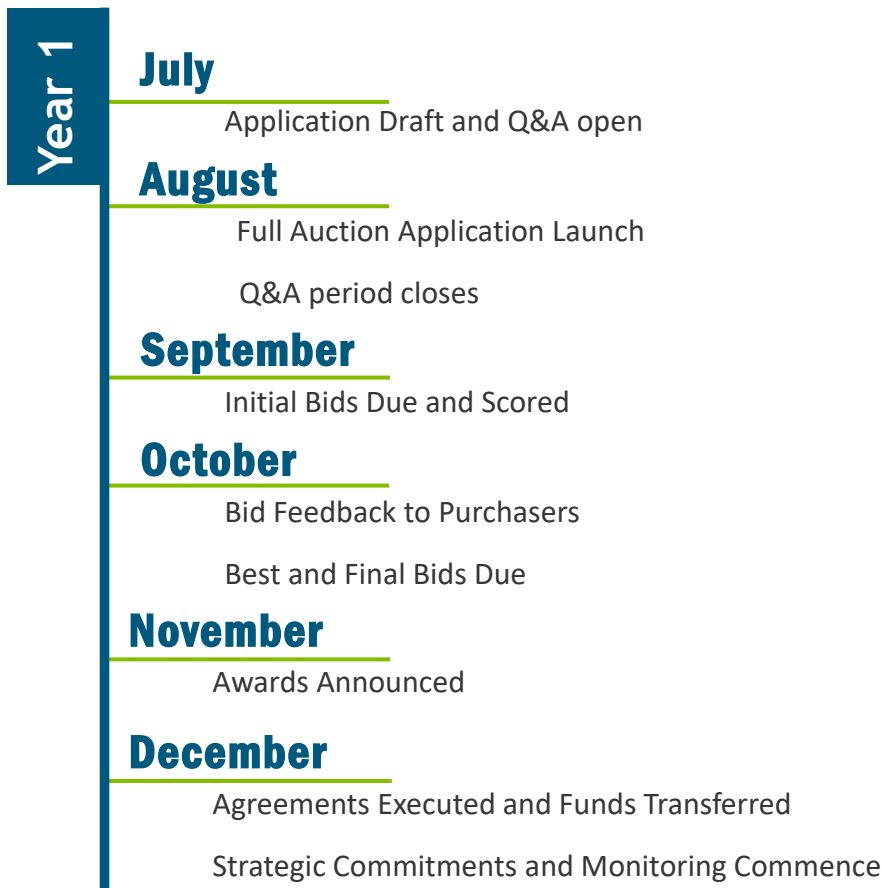 Year 1
July
Application Draft and Q&A open
August
Full Auction Application Launch
Q&A period closes
September
Initial Bids Due and Scored
October
Bid Feedback to Purchasers
Best and Final Bids Due
November
Awards Announced
December
Agreements Executed and Funds Transferred
Strategic Commitments and Monitoring Commence